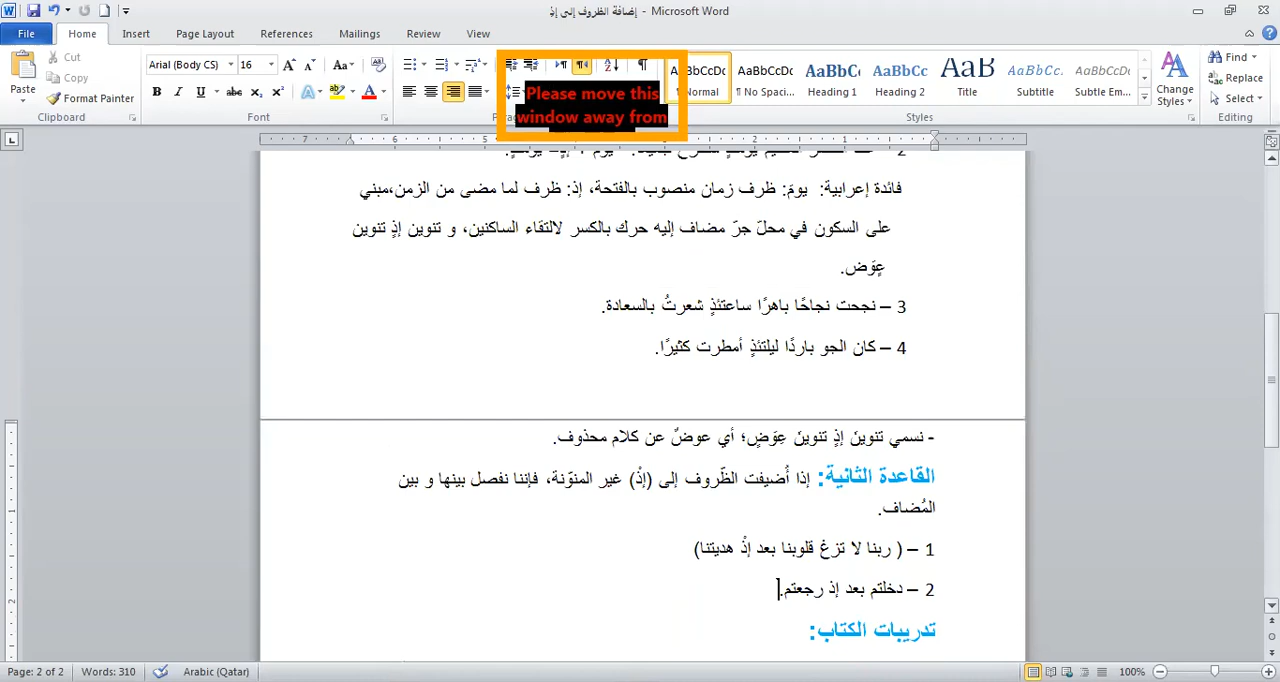 إضافة الظروف إلى إذ - Microsoft Word
File Home Insert Page Layout References Mailings Review View
Cut
Copy
Format Painter
Paste
Clipboard
Arial (Body CS) 16
Font
Please move this
window away from
AaBbCcDc AaBbCcDc AaBbCc AaBbCc AaB AaBbCc. AaBbCcDc
Normal ¶ No Spaci... Heading 1 Heading 2 Title Subtitle Subtle Em...
Change
Styles
Styles
Find
Replace
Select
Editing
فائدة إعرابية: يومَ: ظرف زمان منصوب بالفتحة، إذ: ظرف لما مضى من الزمن،مبني
على السكون في محلّ جرّ مضاف إليه حرك بالكسر لالتقاء الساكنين، و تنوين إذٍ تنوين
عِوَض.
3 – نجحت نجاحًا باهرًا ساعتئذٍ شعرتُ بالسعادة.
4 – كان الجو باردًا ليلتئذٍ أمطرت كثيرًا.
- نسمي تنوينَ إذٍ تنوينَ عِوَضٍ؛ أي عوضٌ عن كلام محذوف.
القاعدة الثانية: إذا أُضيفت الظّروف إلى (إذْ) غير المنوّنة، فإننا نفصل بينها و بين
المُضاف.
1 – ( ربنا لا تزغْ قلوبنا بعد إذْ هديتنا)
2 – دخلتم بعد إذ رجعتم.
تدريبات الكتاب:
Page: 2 of 2 Words: 310 Arabic (Qatar) 100%